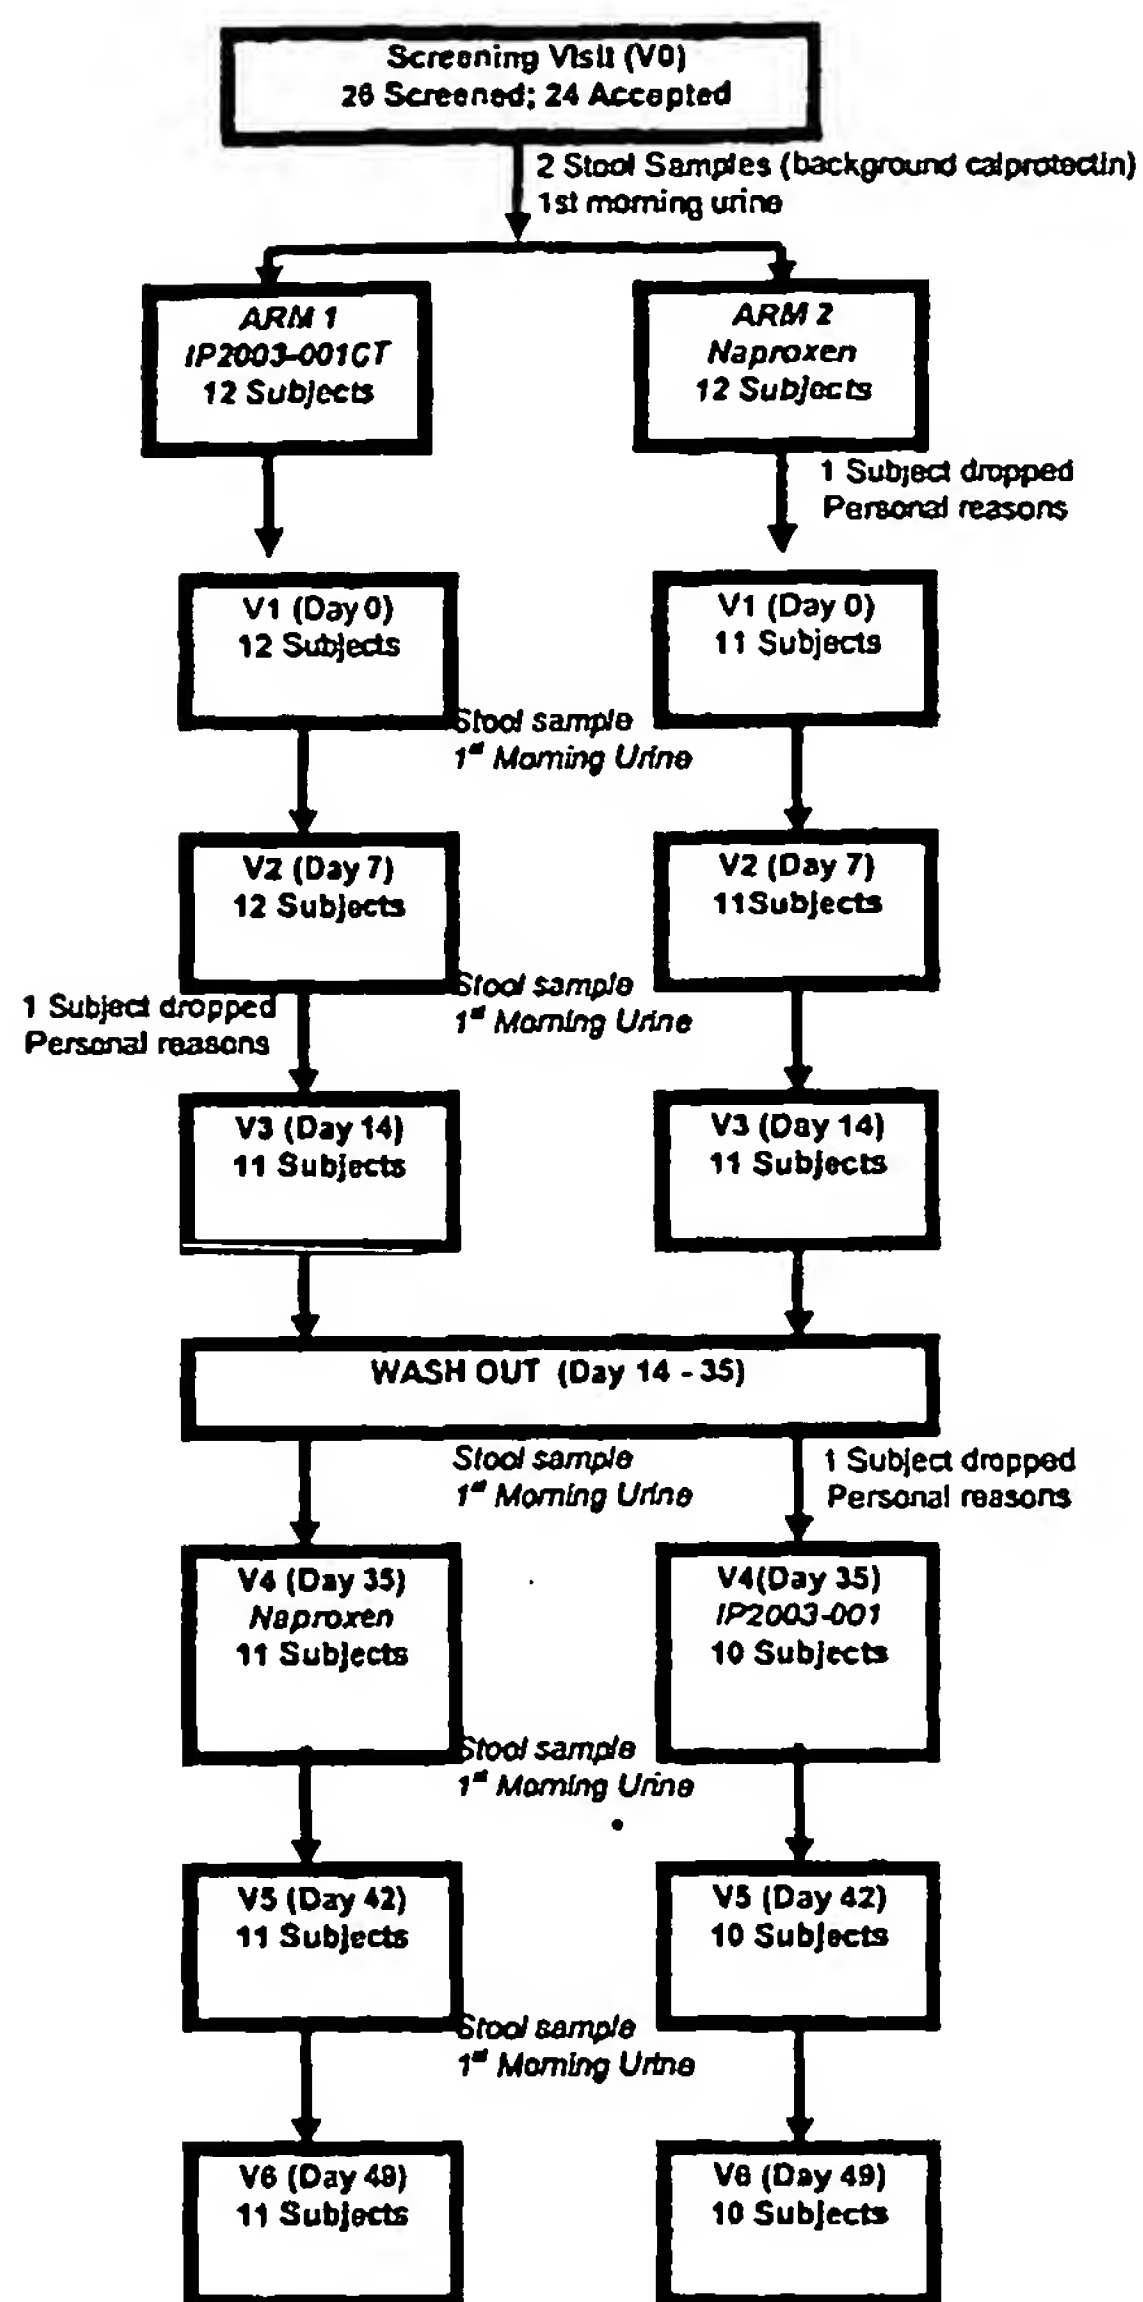 Screening Visit (V0)
26 Screened; 24 Accepted
2 Stool Samples (background calprotectin)
1st morning urine
ARM 1
IP2003-001CT
12 Subjects
ARM 2
Naproxen
12 Subjects
1 Subject dropped
Personal reasons
V1 (Day 0)
12 Subjects
V1 (Day 0)
11 Subjects
Stool sample
1st Morning Urine
V2 (Day 7)
12 Subjects
V2 (Day 7)
11Subjects
1 Subject dropped
Personal reasons
Stool sample
1st Morning Urine
V3 (Day 14)
11 Subjects
V3 (Day 14)
11 Subjects
WASH OUT (Day 14 - 35)
Stool sample
1st Morning Urine
1 Subject dropped
Personal reasons
V4 (Day 35)
Naproxen
11 Subjects
V4(Day 35)
IP2003-001
10 Subjects
Stool sample
1st Morning Urine
V5 (Day 42)
11 Subjects
V5 (Day 42)
10 Subjects
Stool sample
1st Morning Urine
V6 (Day 49)
11 Subjects
V6 (Day 49)
10 Subjects